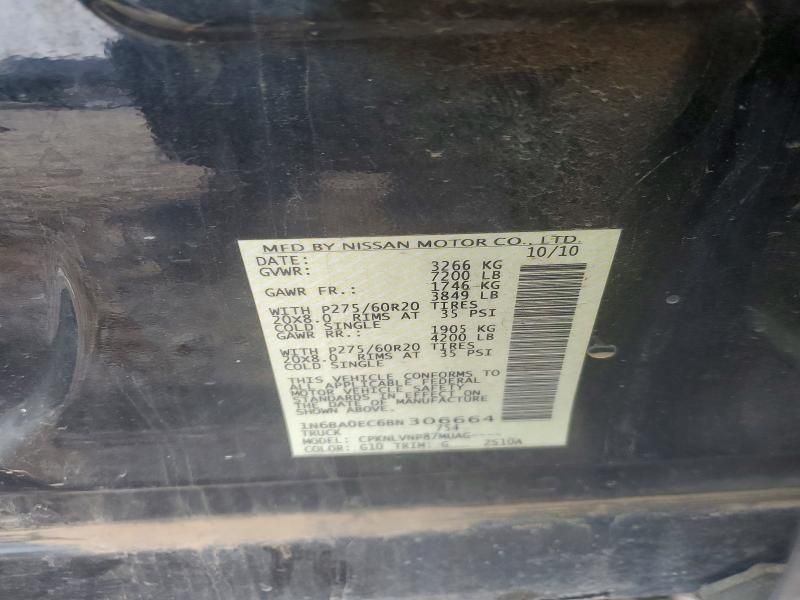 MFD BY NISSAN MOTOR CO., LTD.
DATE: 10/10
GVWR: 3266 KG
7200 LB
GAWR FR.: 1746 KG
3849 LB
WITH P275/60R20 TIRES
20X8.0 RIMS AT 35 PSI
COLD SINGLE
GAWR RR.: 1905 KG
4200 LB
WITH P275/60R20 TIRES
20X8.0 RIMS AT 35 PSI
COLD SINGLE
THIS VEHICLE CONFORMS TO
ALL APPLICABLE FEDERAL
MOTOR VEHICLE SAFETY
STANDARDS IN EFFECT ON
THE DATE OF MANUFACTURE
SHOWN ABOVE.
1N6BA0EC6BN 306664
TRUCK /54
MODEL: CPKNLVNP87MUAG----
COLOR: G10 TRIM: G 2510A